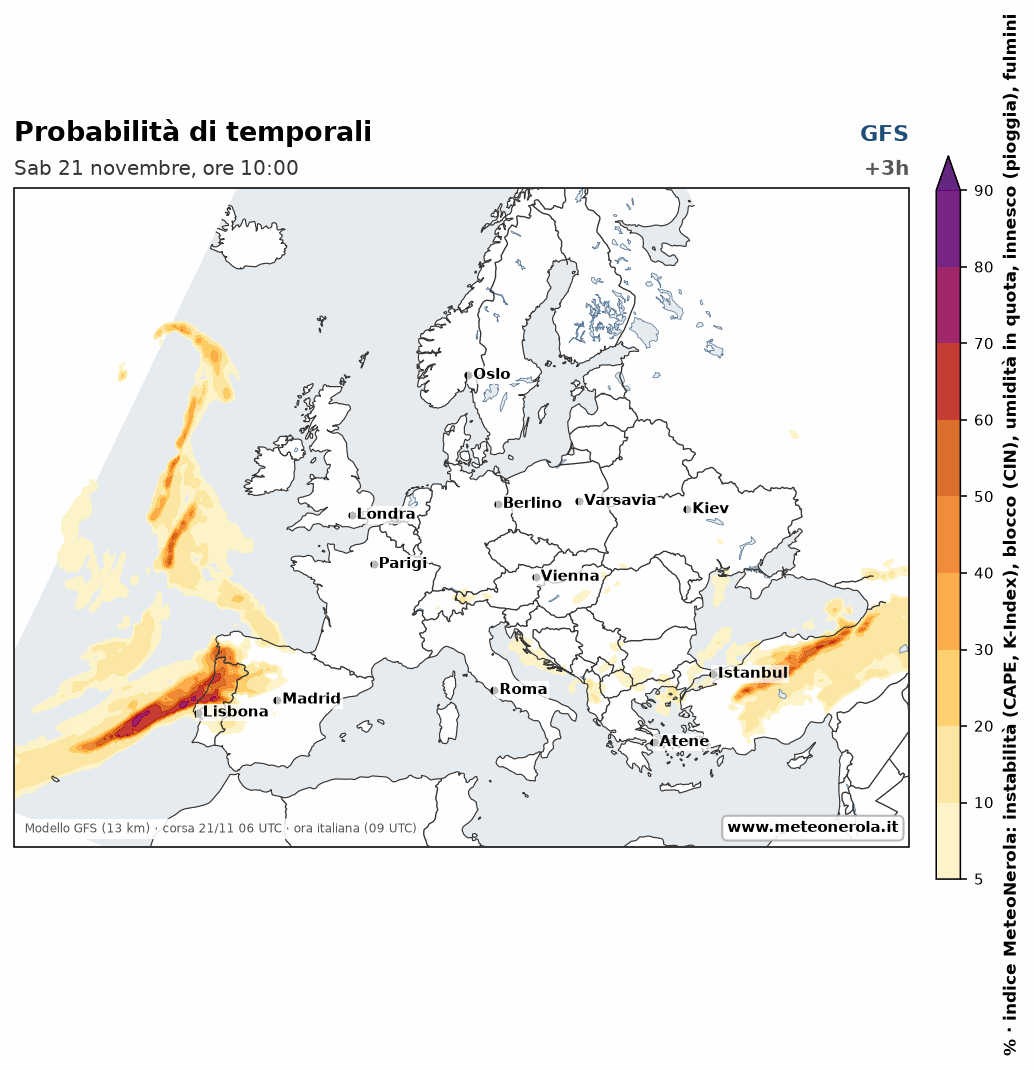 Probabilità di temporali
GFS
Sab 21 novembre, ore 10:00
+3h
Oslo
Berlino
Varsavia
Kiev
Londra
Parigi
Vienna
Istanbul
Roma
Madrid
Lisbona
Atene
Modello GFS (13 km) · corsa 21/11 06 UTC · ora italiana (09 UTC)
www.meteonerola.it
90
80
70
60
50
40
30
20
10
5
% · indice MeteoNerola: instabilità (CAPE, K-Index), blocco (CIN), umidità in quota, innesco (pioggia), fulmini